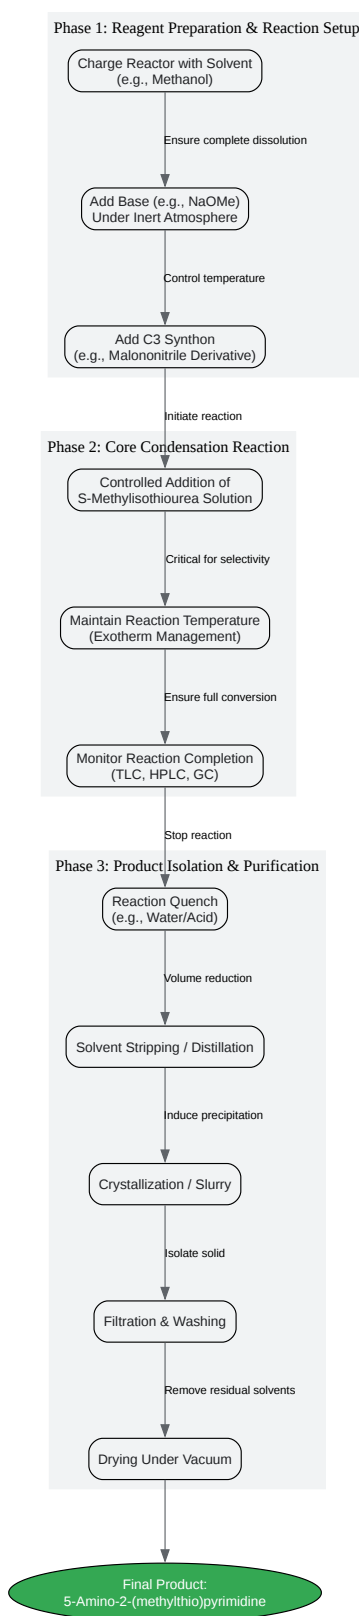 Phase 1: Reagent Preparation & Reaction Setup
Charge Reactor with Solvent
(e.g., Methanol)
Ensure complete dissolution
Add Base (e.g., NaOMe)
Under Inert Atmosphere
Control temperature
Add C3 Synthon
(e.g., Malononitrile Derivative)
Initiate reaction
Phase 2: Core Condensation Reaction
Controlled Addition of
S-Methylisothiourea Solution
Critical for selectivity
Maintain Reaction Temperature
(Exotherm Management)
Ensure full conversion
Monitor Reaction Completion
(TLC, HPLC, GC)
Stop reaction
Phase 3: Product Isolation & Purification
Reaction Quench
(e.g., Water/Acid)
Volume reduction
Solvent Stripping / Distillation
Induce precipitation
Crystallization / Slurry
Isolate solid
Filtration & Washing
Remove residual solvents
Drying Under Vacuum
Final Product:
5-Amino-2-(methylthio)pyrimidine